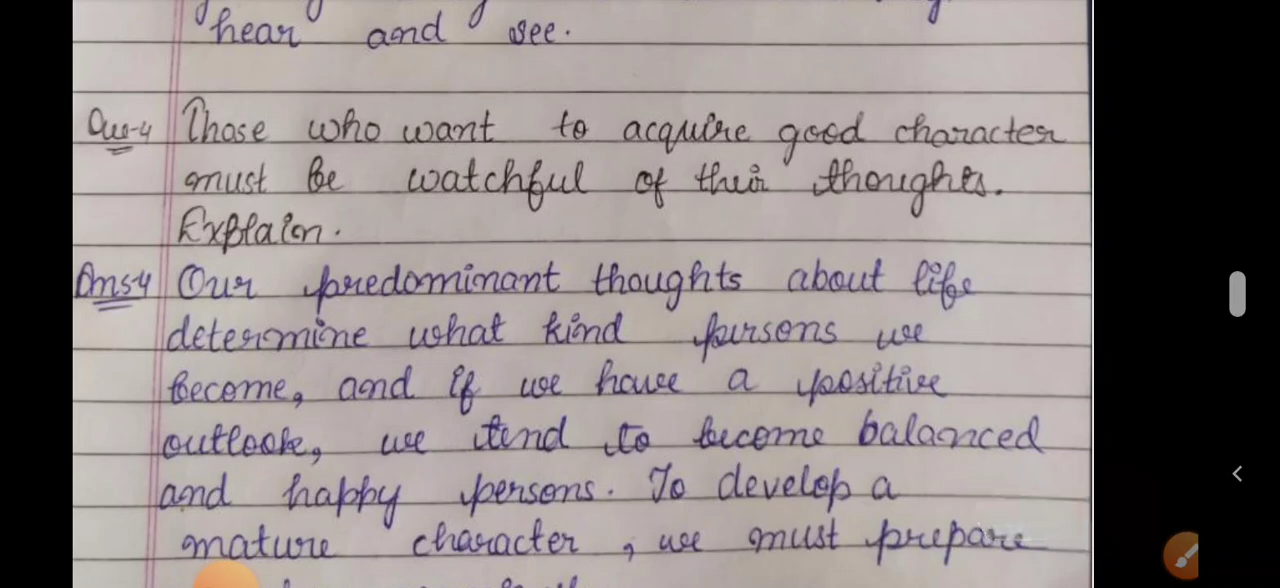 hear and see.
Que-4 Those who want to acquire good character
must be watchful of their thoughts.
Explain.
Ans4 Our predominant thoughts about life
determine what kind persons we
become, and if we have a positive
outlook, we tend to become balanced
and happy persons. To develop a
mature character, we must prepare